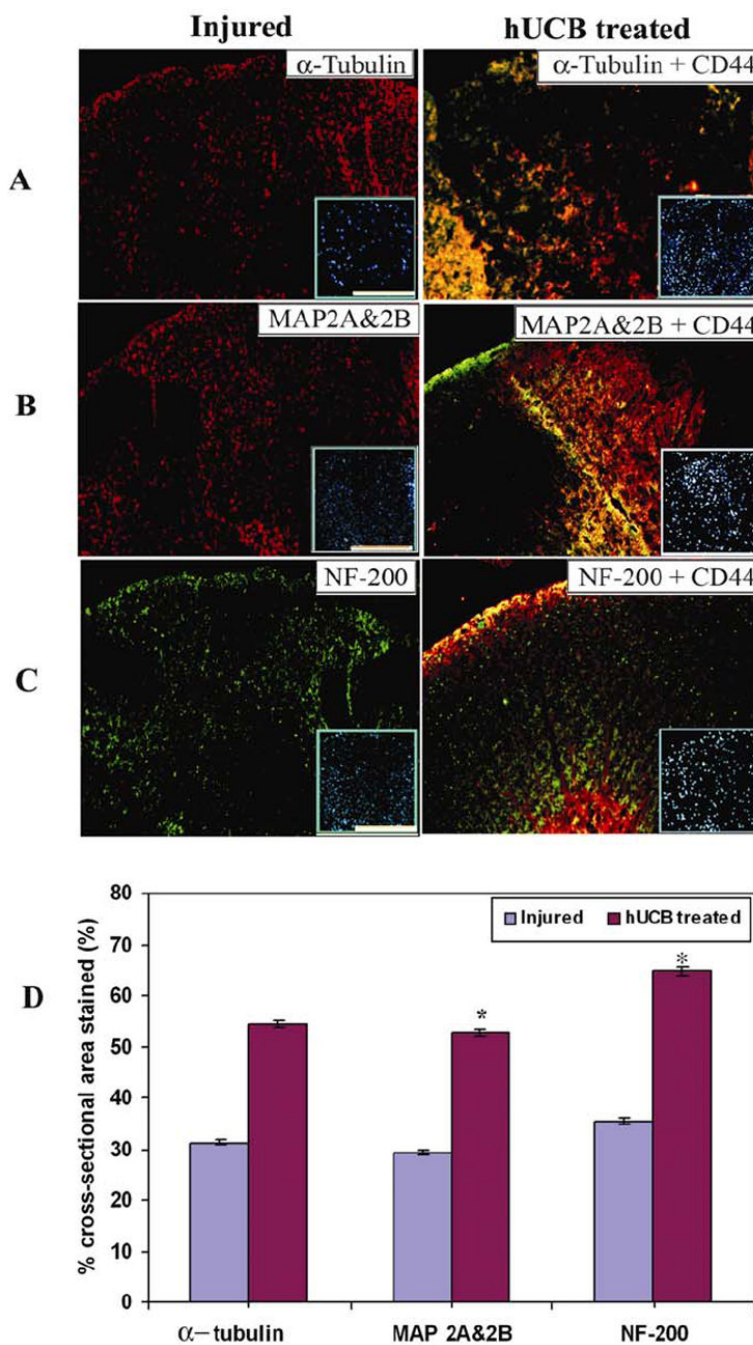 Injured hUCB treated
α-Tubulin α-Tubulin + CD44
A
MAP2A&2B MAP2A&2B + CD44
B
NF-200 NF-200 + CD44
C
D
% cross-sectional area stained (%)
80
70
60
50
40
30
20
10
0
Injured hUCB treated
*
*
α–tubulin MAP 2A&2B NF-200